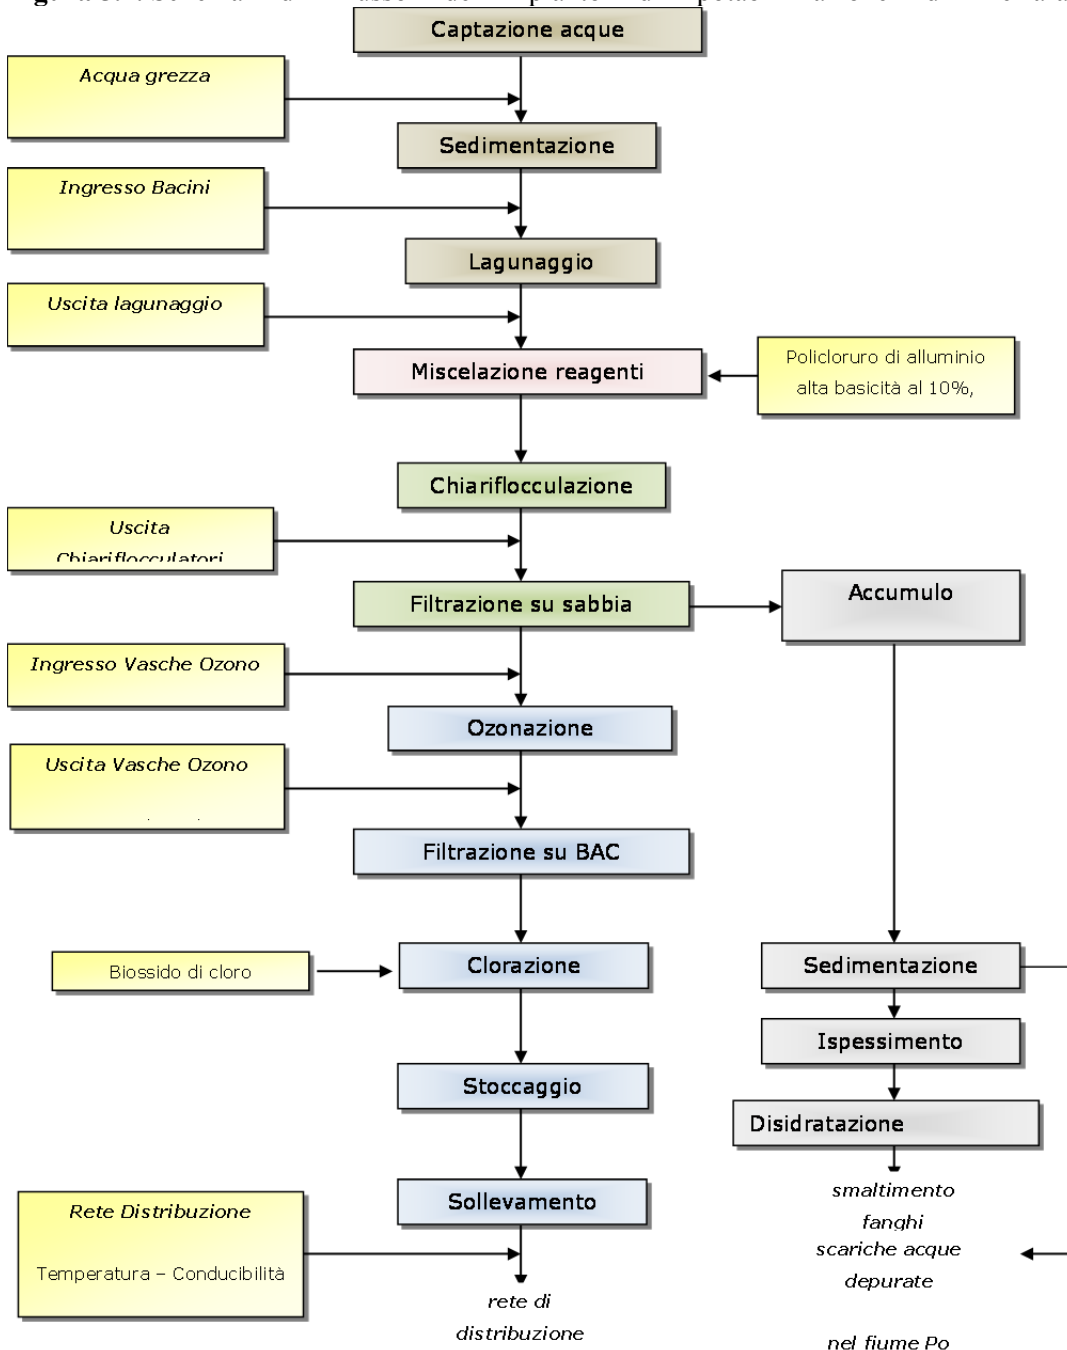 Captazione acque
Acqua grezza
Sedimentazione
Ingresso Bacini
Lagunaggio
Uscita lagunaggio
Miscelazione reagenti
Policloruro di alluminio
alta basicità al 10%,
Chiariflocculazione
Uscita
Chiariflocculatori
Filtrazione su sabbia
Accumulo
Ingresso Vasche Ozono
Ozonazione
Uscita Vasche Ozono
Filtrazione su BAC
Biossido di cloro
Clorazione
Sedimentazione
Ispessimento
Stoccaggio
Disidratazione
smaltimento
fanghi
Sollevamento
Rete Distribuzione
Temperatura – Conducibilità
scariche acque
depurate
nel fiume Po
rete di
distribuzione